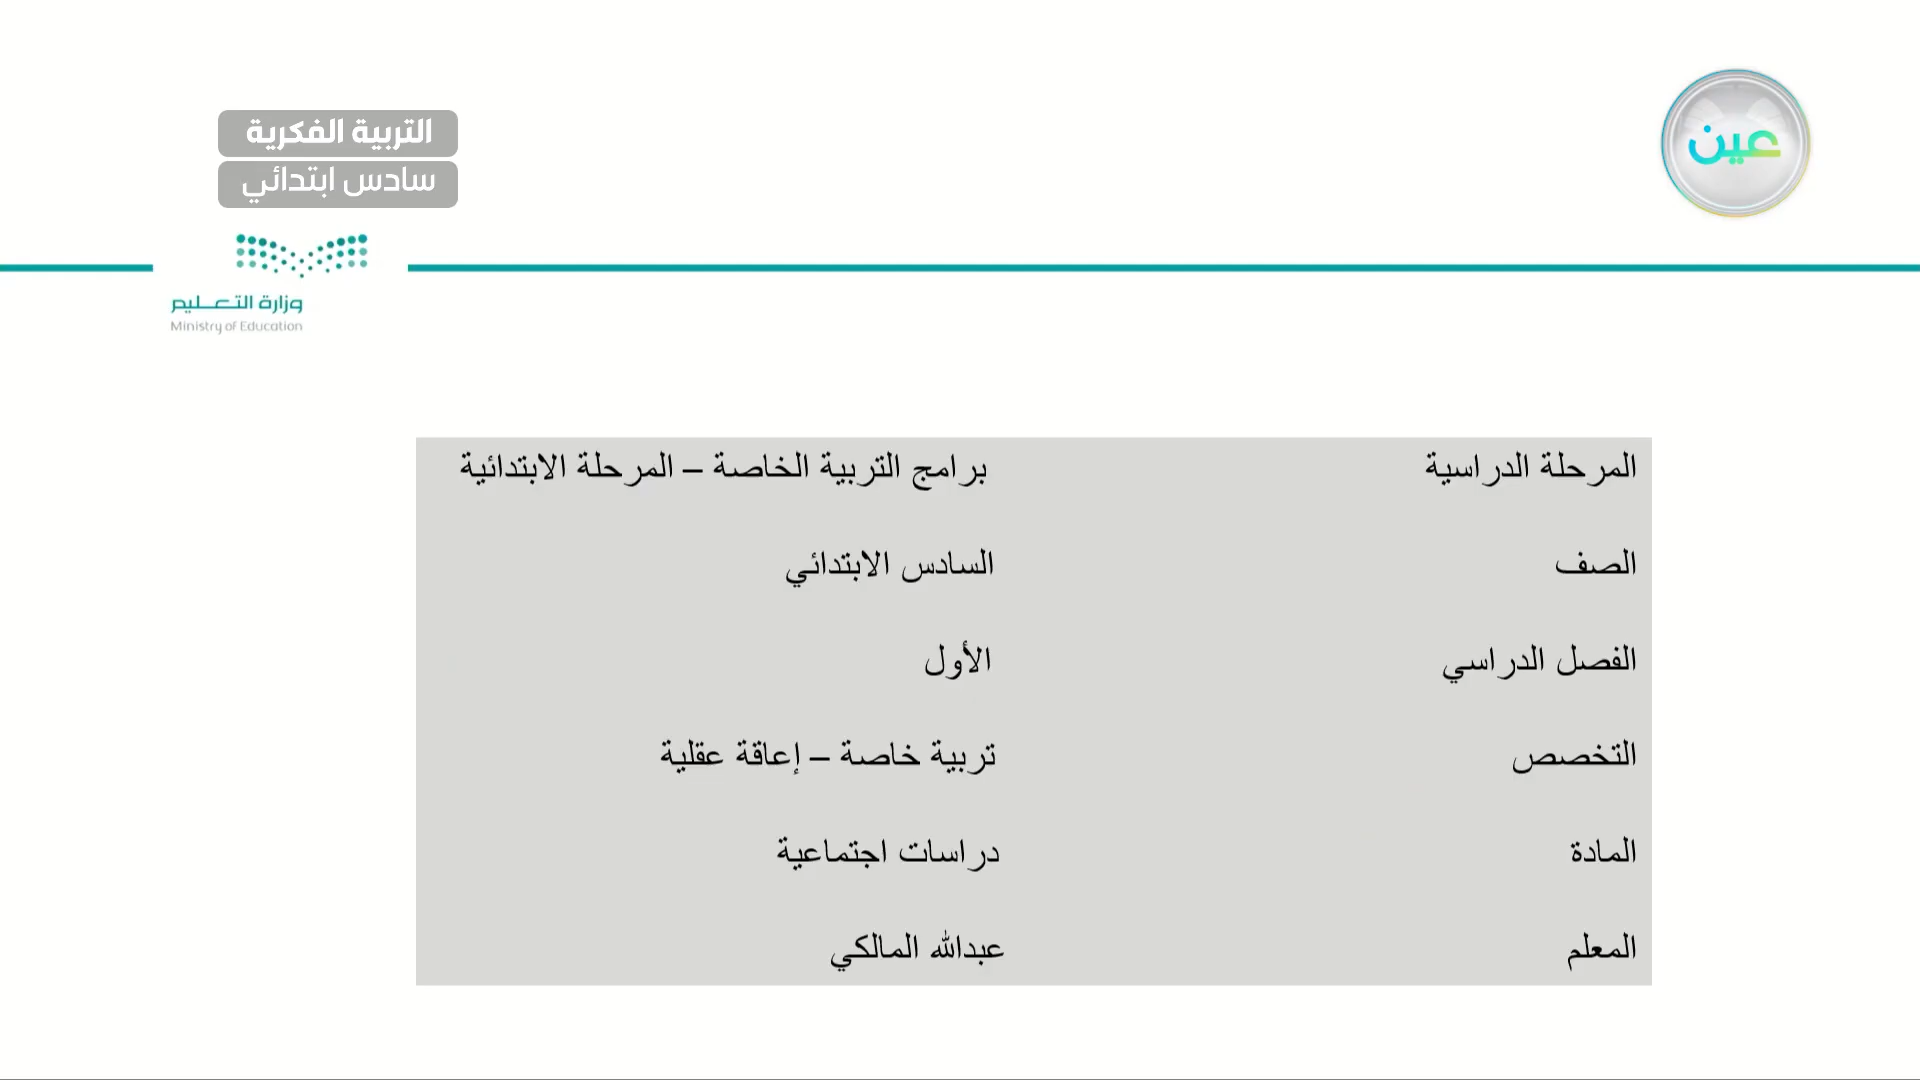 عين
التربية الفكرية
سادس ابتدائي
وزارة التعليم
Ministry of Education
المرحلة الدراسية برامج التربية الخاصة – المرحلة الابتدائية
الصف السادس الابتدائي
الفصل الدراسي الأول
التخصص تربية خاصة – إعاقة عقلية
المادة دراسات اجتماعية
المعلم عبدالله المالكي